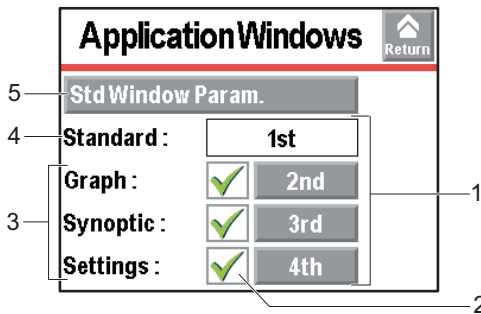 Application Windows
Return
5 Std Window Param.
4 Standard : 1st
Graph : 2nd
1
3 Synoptic : 3rd
Settings : 4th
2